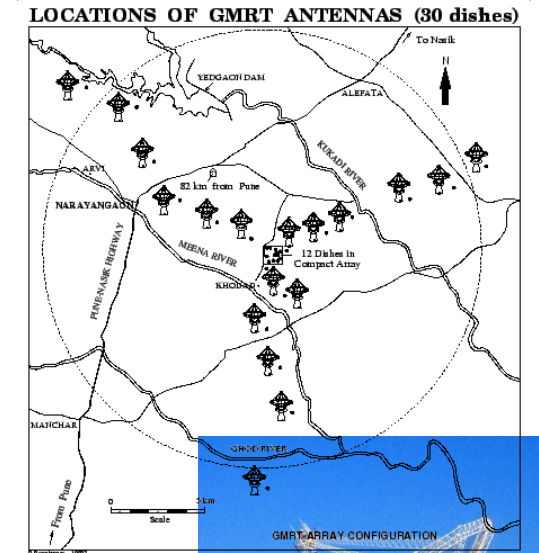 LOCATIONS OF GMRT ANTENNAS (30 dishes)
To Nasik
N
YEDGAON DAM
ALEFATA
KUKADI RIVER
ARVI
82 km from Pune
NARAYANGAON
MEENA RIVER
12 Dishes in
Compact Array
PUNE-NASIK HIGHWAY
KHODAD
MANCHAR
GHOD RIVER
From Pune
0
5 km
Scale
GMRT-ARRAY CONFIGURATION